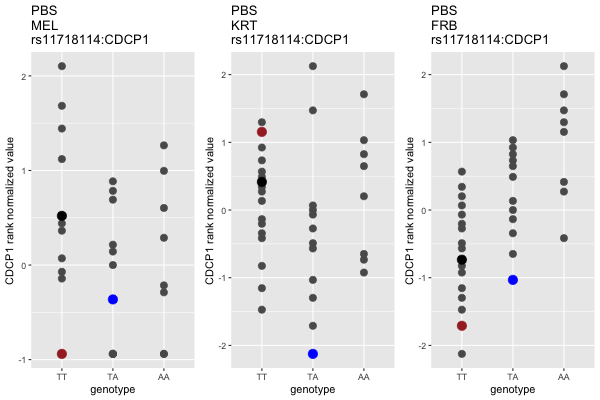 PBS
MEL
rs11718114:CDCP1
CDCP1 rank normalized value
2
1
0
-1
TT TA AA
genotype
PBS
KRT
rs11718114:CDCP1
CDCP1 rank normalized value
2
1
0
-1
-2
TT TA AA
genotype
PBS
FRB
rs11718114:CDCP1
CDCP1 rank normalized value
2
1
0
-1
-2
TT TA AA
genotype